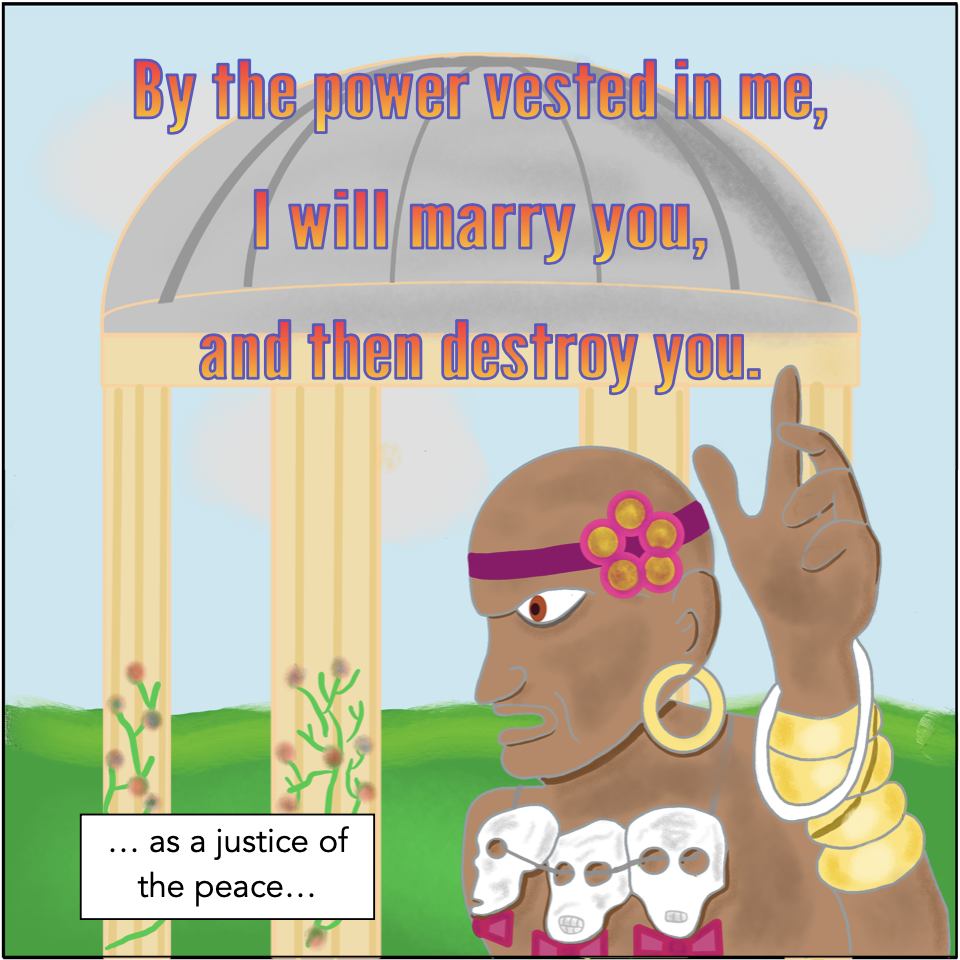 By the power vested in me,
I will marry you,
and then destroy you.
… as a justice of
the peace…